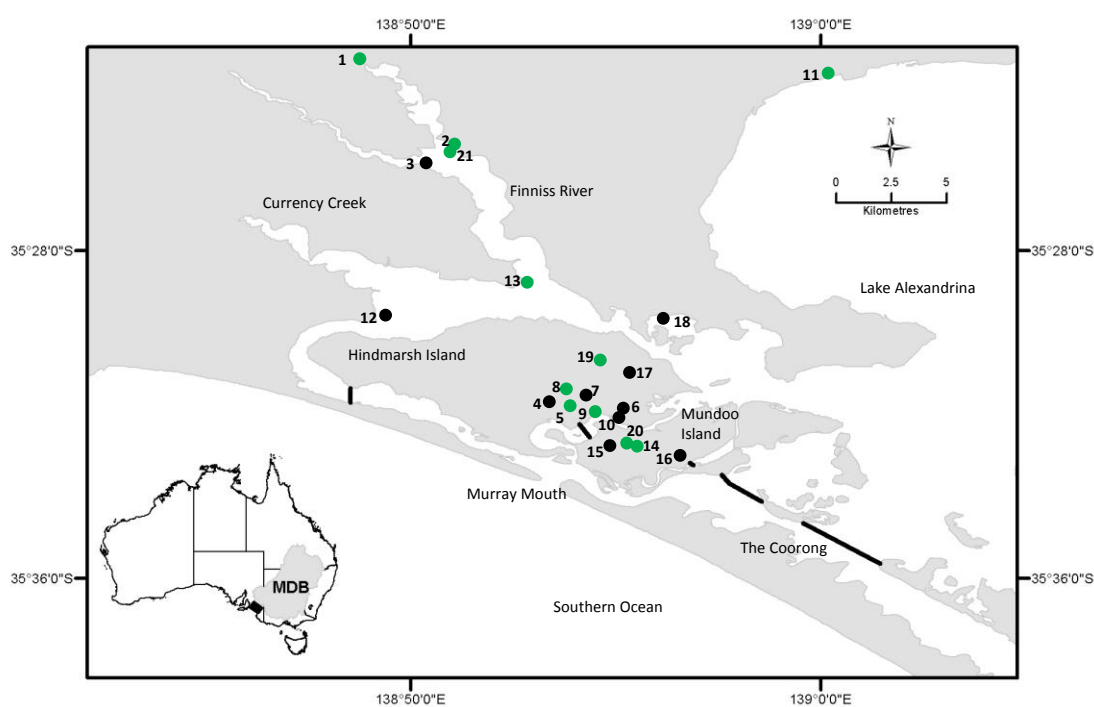 138°50'0"E
139°0'0"E
1
11
N
2
21
3
0 2.5 5
Kilometres
Finniss River
Currency Creek
35°28'0"S
35°28'0"S
13
Lake Alexandrina
12
18
Hindmarsh Island
19
17
8
7
4
6
5
9
10
Mundoo
Island
20
15
14
16
Murray Mouth
The Coorong
35°36'0"S
35°36'0"S
MDB
Southern Ocean
138°50'0"E
139°0'0"E